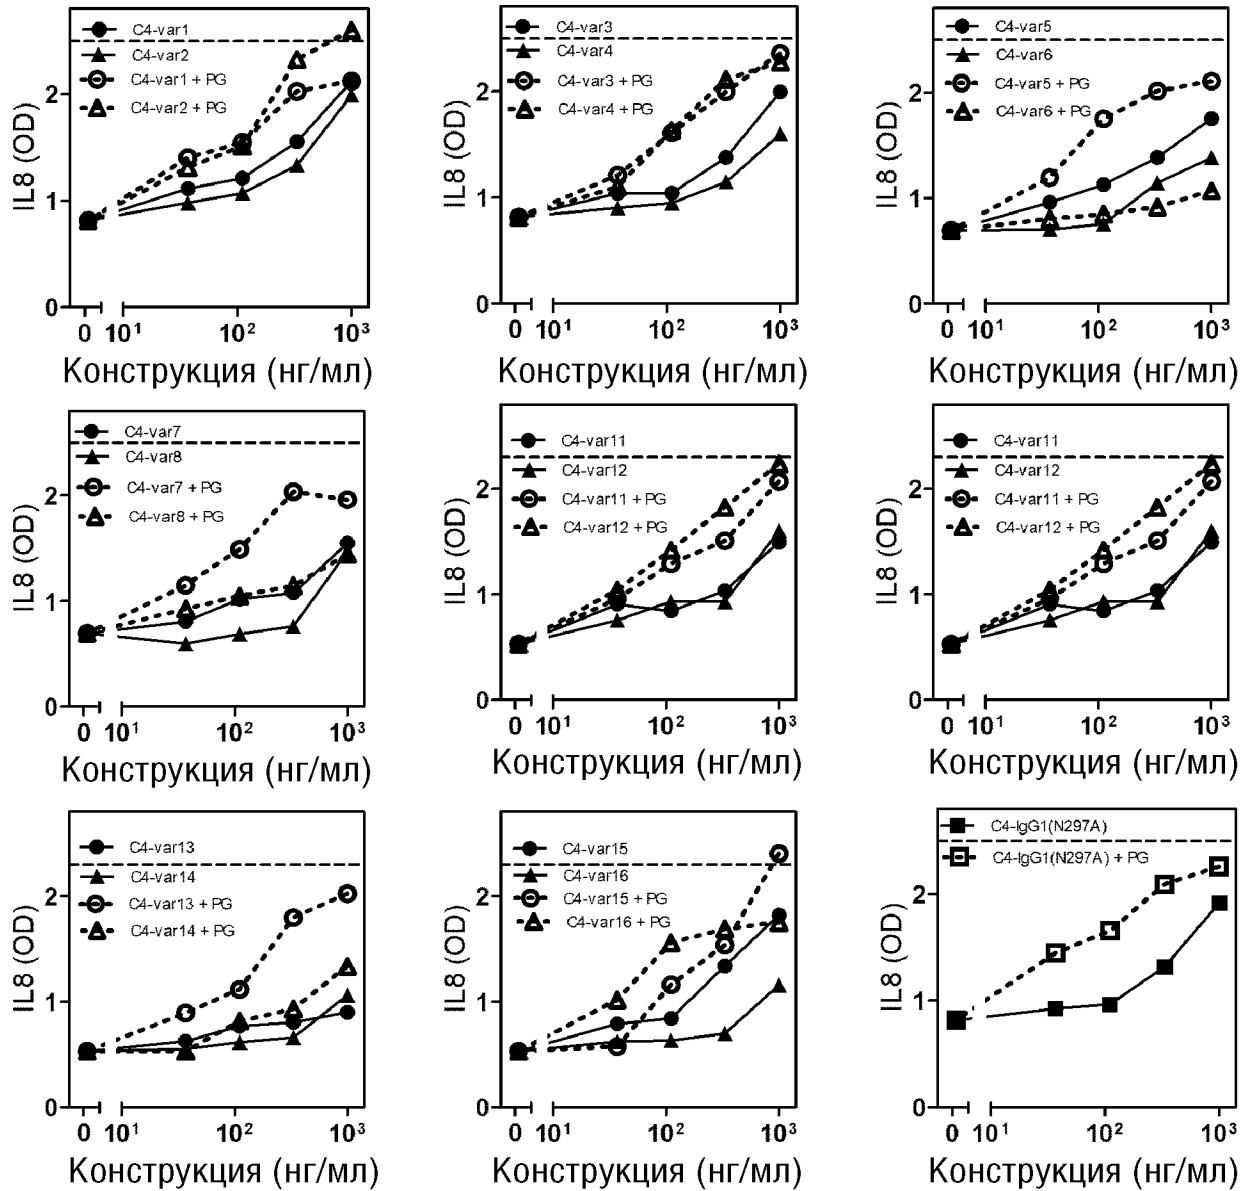 C4-var1
C4-var2
C4-var1 + PG
C4-var2 + PG
IL8 (OD)
2
1
0
0 10¹ 10² 10³
Конструкция (нг/мл)
C4-var3
C4-var4
C4-var3 + PG
C4-var4 + PG
IL8 (OD)
2
1
0
0 10¹ 10² 10³
Конструкция (нг/мл)
C4-var5
C4-var6
C4-var5 + PG
C4-var6 + PG
IL8 (OD)
2
1
0
0 10¹ 10² 10³
Конструкция (нг/мл)
C4-var7
C4-var8
C4-var7 + PG
C4-var8 + PG
IL8 (OD)
2
1
0
0 10¹ 10² 10³
Конструкция (нг/мл)
C4-var11
C4-var12
C4-var11 + PG
C4-var12 + PG
IL8 (OD)
2
1
0
0 10¹ 10² 10³
Конструкция (нг/мл)
C4-var11
C4-var12
C4-var11 + PG
C4-var12 + PG
IL8 (OD)
2
1
0
0 10¹ 10² 10³
Конструкция (нг/мл)
C4-var13
C4-var14
C4-var13 + PG
C4-var14 + PG
IL8 (OD)
2
1
0
0 10¹ 10² 10³
Конструкция (нг/мл)
C4-var15
C4-var16
C4-var15 + PG
C4-var16 + PG
IL8 (OD)
2
1
0
0 10¹ 10² 10³
Конструкция (нг/мл)
C4-IgG1(N297A)
C4-IgG1(N297A) + PG
IL8 (OD)
2
1
0
0 10¹ 10² 10³
Конструкция (нг/мл)